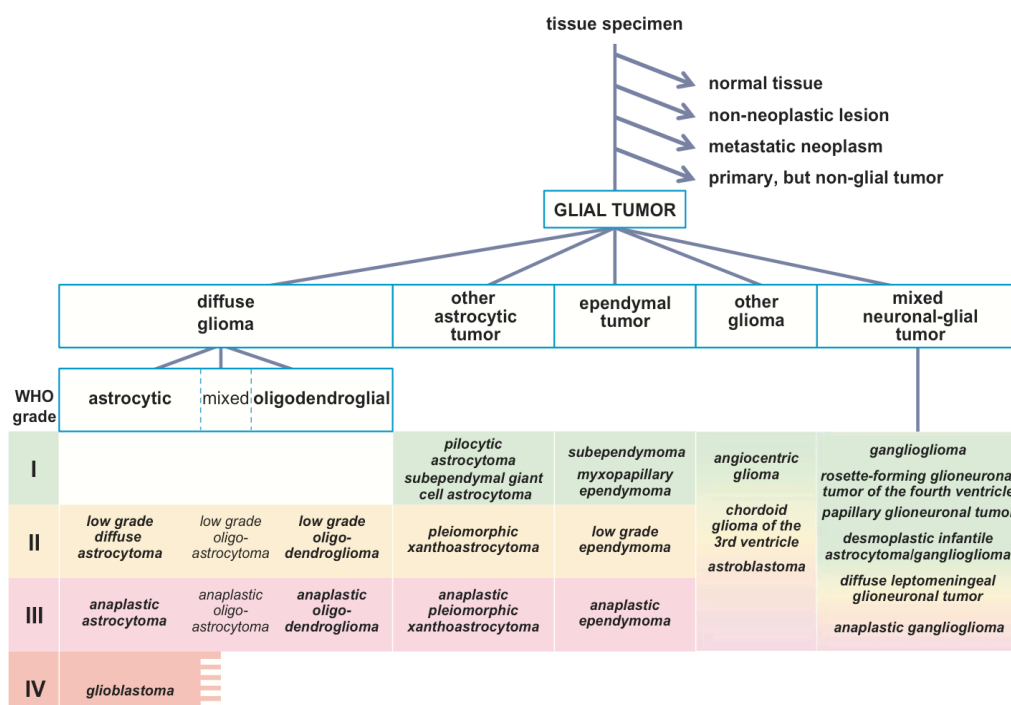 tissue specimen
normal tissue
non-neoplastic lesion
metastatic neoplasm
primary, but non-glial tumor
GLIAL TUMOR
diffuse
glioma
other
astrocytic
tumor
ependymal
tumor
other
glioma
mixed
neuronal-glial
tumor
WHO
grade
astrocytic
mixed
oligodendroglial
I
pilocytic
astrocytoma
subependymal giant
cell astrocytoma
subependymoma
myxopapillary
ependymoma
angiocentric
glioma
ganglioglioma
rosette-forming glioneurona
tumor of the fourth ventricle
papillary glioneuronal tumor
II
low grade
diffuse
astrocytoma
low grade
oligo-
astrocytoma
low grade
oligo-
dendroglioma
pleiomorphic
xanthoastrocytoma
low grade
ependymoma
chordoid
glioma of the
3rd ventricle
astroblastoma
desmoplastic infantile
astrocytoma/ganglioglioma
diffuse leptomeningeal
glioneuronal tumor
III
anaplastic
astrocytoma
anaplastic
oligo-
astrocytoma
anaplastic
oligo-
dendroglioma
anaplastic
pleiomorphic
xanthoastrocytoma
anaplastic
ependymoma
anaplastic ganglioglioma
IV
glioblastoma